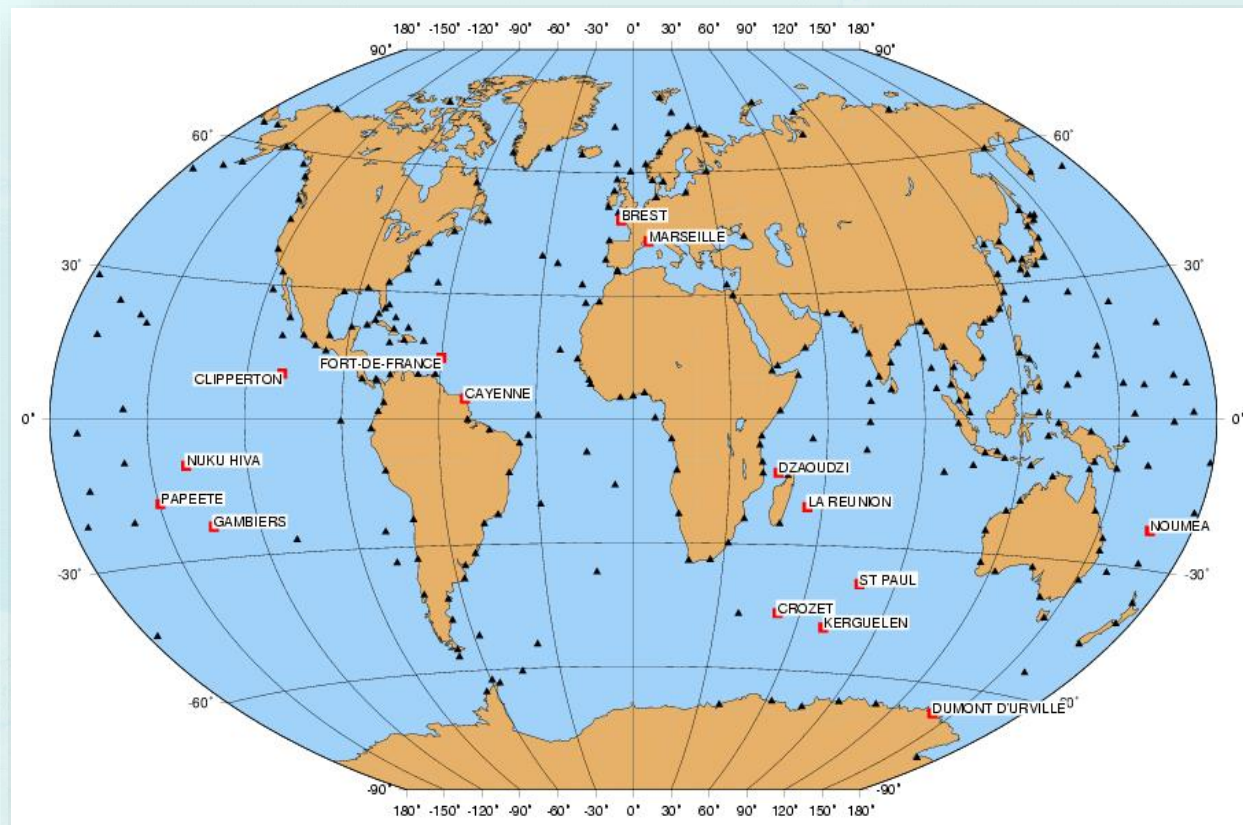 180˚ -150˚ -120˚ -90˚ -60˚ -30˚ 0˚ 30˚ 60˚ 90˚ 120˚ 150˚ 180˚
90˚ 90˚
60˚ 60˚
BREST
MARSEILLE
30˚ 30˚
FORT-DE-FRANCE
CLIPPERTON
CAYENNE
0˚ 0˚
NUKU HIVA
DZAOUDZI
PAPEETE
LA REUNION
GAMBIERS
NOUMEA
-30˚ -30˚
ST PAUL
CROZET
KERGUELEN
-60˚
DUMONT D'URVILLE
-90˚ -90˚
180˚ -150˚ -120˚ -90˚ -60˚ -30˚ 0˚ 30˚ 60˚ 90˚ 120˚ 150˚ 180˚